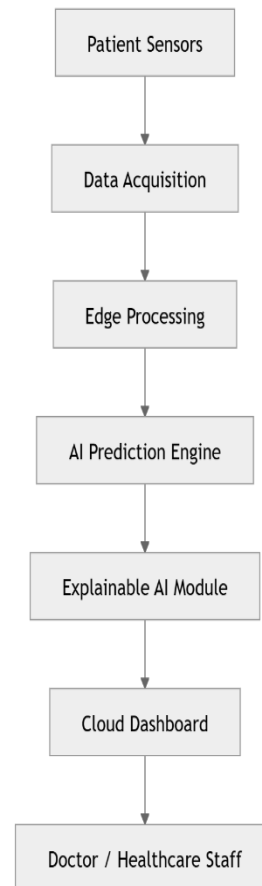 Patient Sensors
Data Acquisition
Edge Processing
AI Prediction Engine
Explainable AI Module
Cloud Dashboard
Doctor / Healthcare Staff